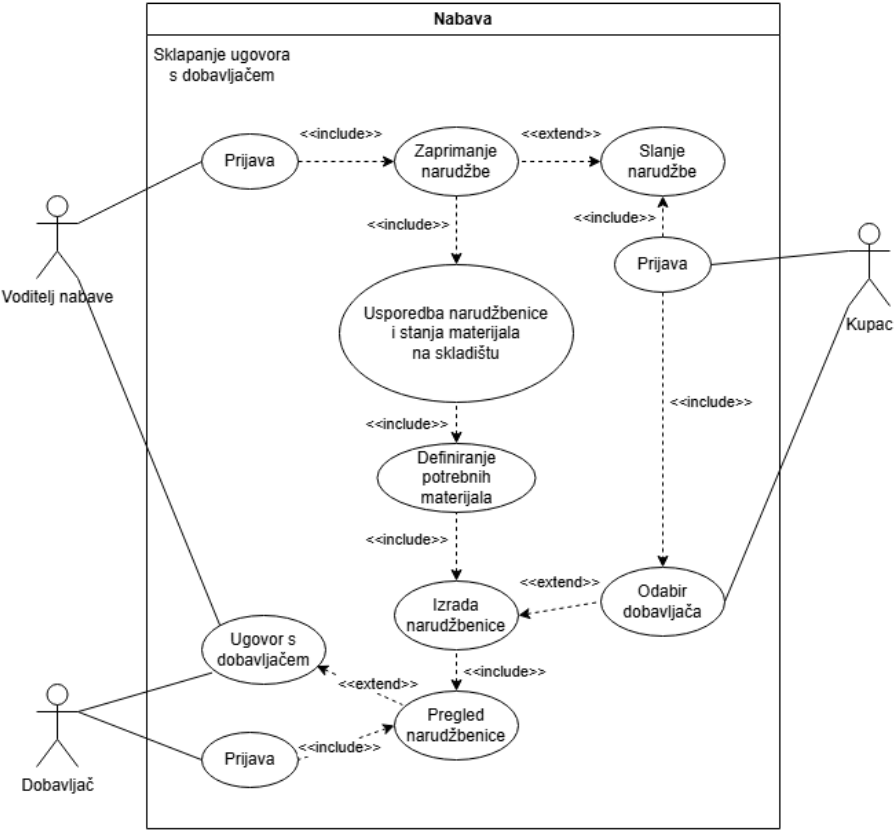 Nabava
Sklapanje ugovora
s dobavljačem
<<include>>
<<extend>>
Prijava
Zaprimanje
narudžbe
Slanje
narudžbe
<<include>>
<<include>>
Prijava
Voditelj nabave
Kupac
Usporedba narudžbenice
i stanja materijala
na skladištu
<<include>>
<<include>>
Definiranje
potrebnih
materijala
<<include>>
<<extend>>
Odabir
dobavljača
Izrada
narudžbenice
Ugovor s
dobavljačem
<<include>>
<<extend>>
Pregled
narudžbenice
<<include>>
Prijava
Dobavljač